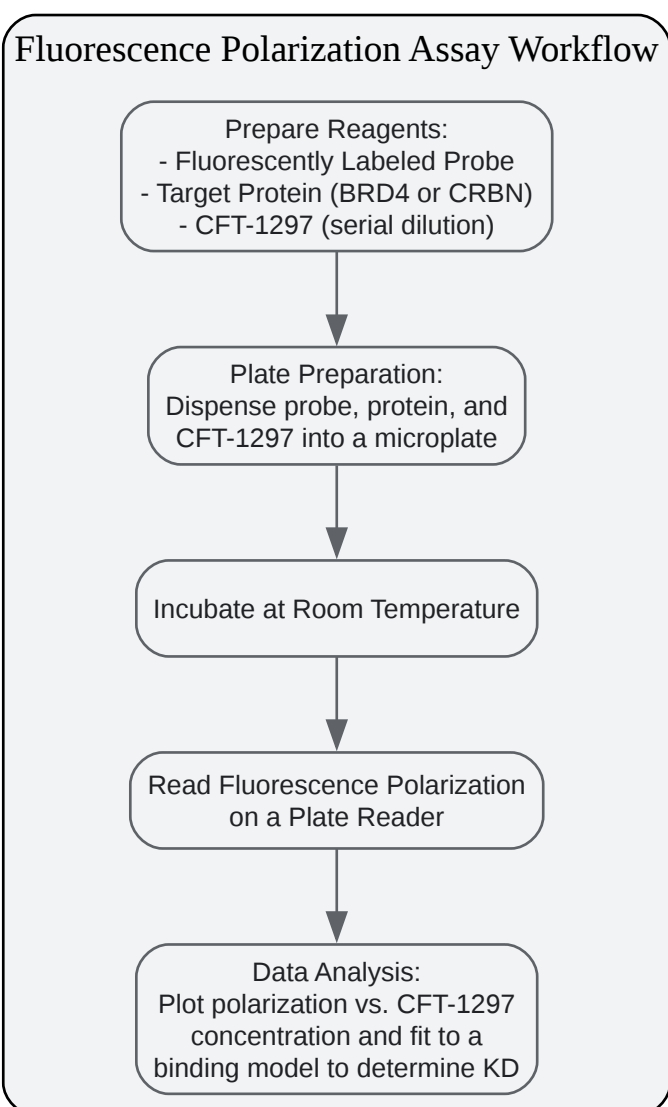 Fluorescence Polarization Assay Workflow
Prepare Reagents:
- Fluorescently Labeled Probe
- Target Protein (BRD4 or CRBN)
- CFT-1297 (serial dilution)
Plate Preparation:
Dispense probe, protein, and
CFT-1297 into a microplate
Incubate at Room Temperature
Read Fluorescence Polarization
on a Plate Reader
Data Analysis:
Plot polarization vs. CFT-1297
concentration and fit to a
binding model to determine KD